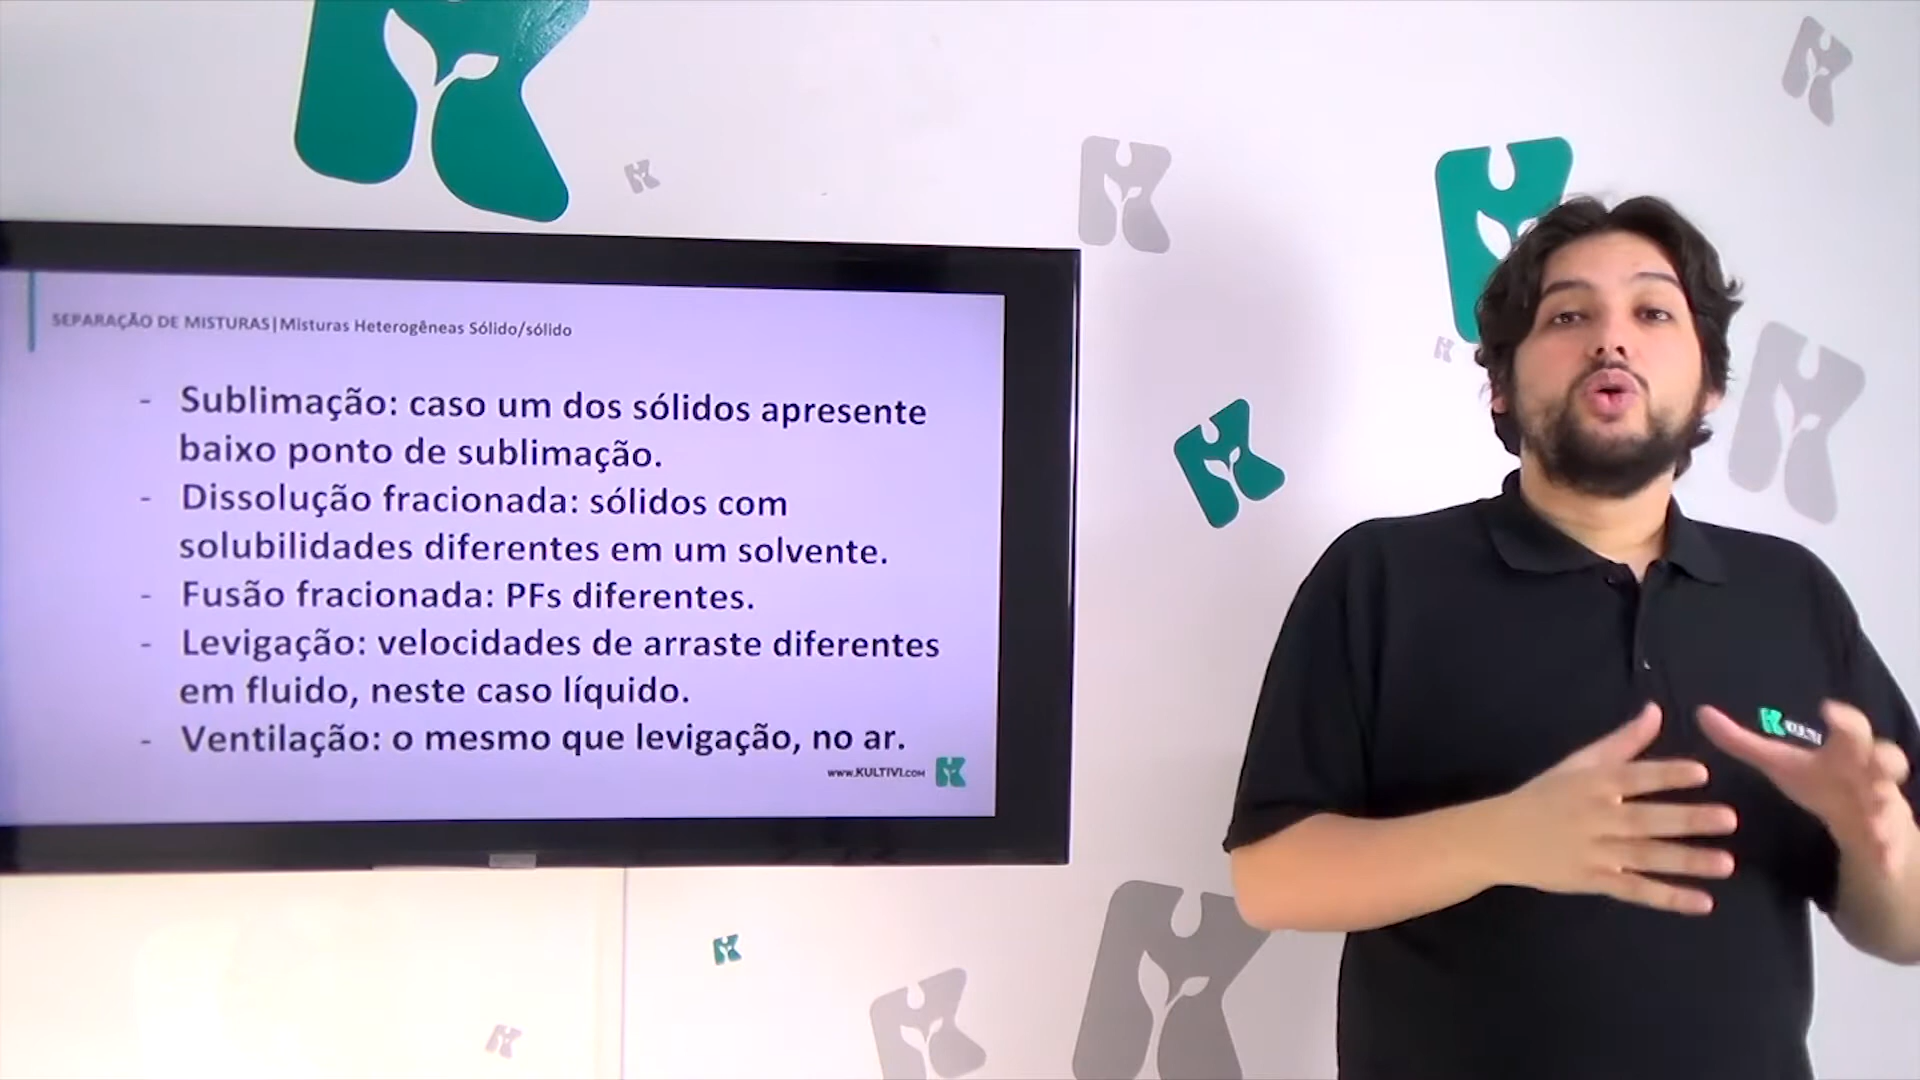 SEPARAÇÃO DE MISTURAS|Misturas Heterogêneas Sólido/sólido
- Sublimação: caso um dos sólidos apresente
baixo ponto de sublimação.
- Dissolução fracionada: sólidos com
solubilidades diferentes em um solvente.
- Fusão fracionada: PFs diferentes.
- Levigação: velocidades de arraste diferentes
em fluido, neste caso líquido.
- Ventilação: o mesmo que levigação, no ar.
www.KULTIVI.COM